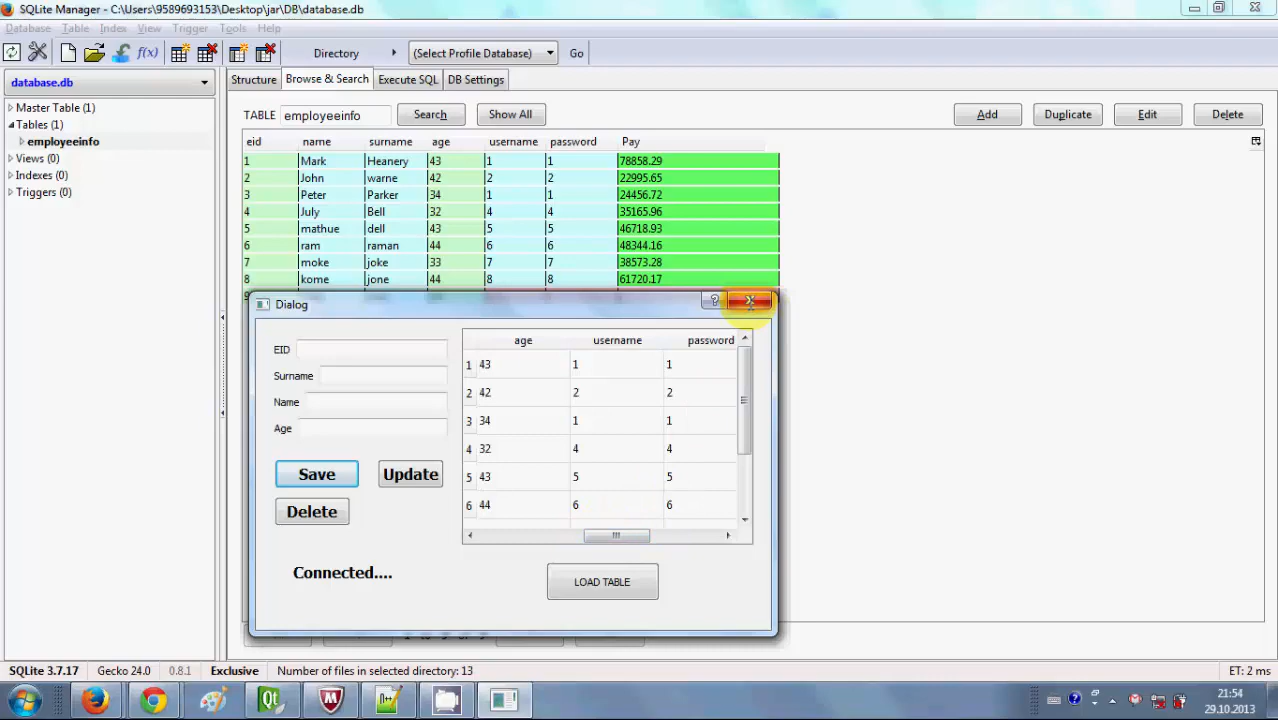 SQLite Manager - C:\Users\9589693153\Desktop\jar\DB\database.db
Database Table Index View Trigger Tools Help
f(x) Directory (Select Profile Database) Go
database.db
Structure Browse & Search Execute SQL DB Settings
Master Table (1)
Tables (1)
employeeinfo
Views (0)
Indexes (0)
Triggers (0)
TABLE employeeinfo Search Show All Add Duplicate Edit Delete
eid name surname age username password Pay
1 Mark Heanery 43 1 1 78858.29
2 John warne 42 2 2 22995.65
3 Peter Parker 34 1 1 24456.72
4 July Bell 32 4 4 35165.96
5 mathue dell 43 5 5 46718.93
6 ram raman 44 6 6 48344.16
7 moke joke 33 7 7 38573.28
8 kome jone 44 8 8 61720.17
Dialog ? X
EID
Surname
Name
Age
Save Update
Delete
Connected....
age username password
1 43 1 1
2 42 2 2
3 34 1 1
4 32 4 4
5 43 5 5
6 44 6 6
LOAD TABLE
SQLite 3.7.17 Gecko 24.0 0.8.1 Exclusive Number of files in selected directory: 13 ET: 2 ms
Qt
21:54
29.10.2013